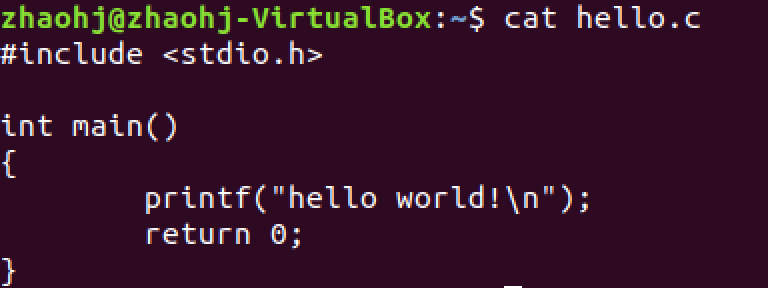 zhaohj@zhaohj-VirtualBox:~$ cat hello.c
#include <stdio.h>

int main()
{
        printf("hello world!\n");
        return 0;
}